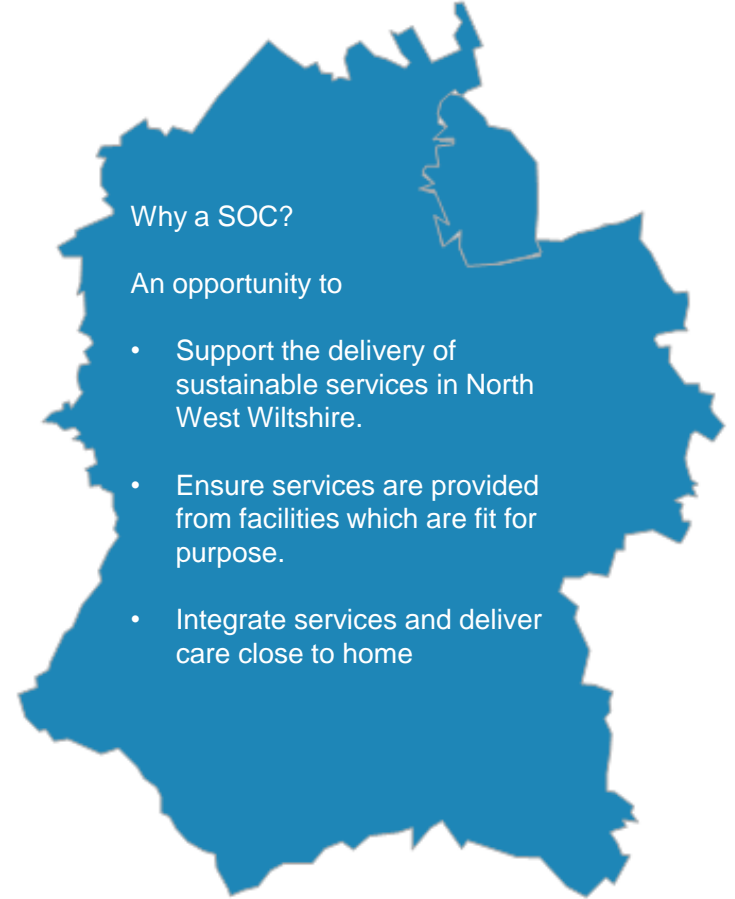 Why a SOC?
An opportunity to
• Support the delivery of
sustainable services in North
West Wiltshire.
• Ensure services are provided
from facilities which are fit for
purpose.
• Integrate services and deliver
care close to home